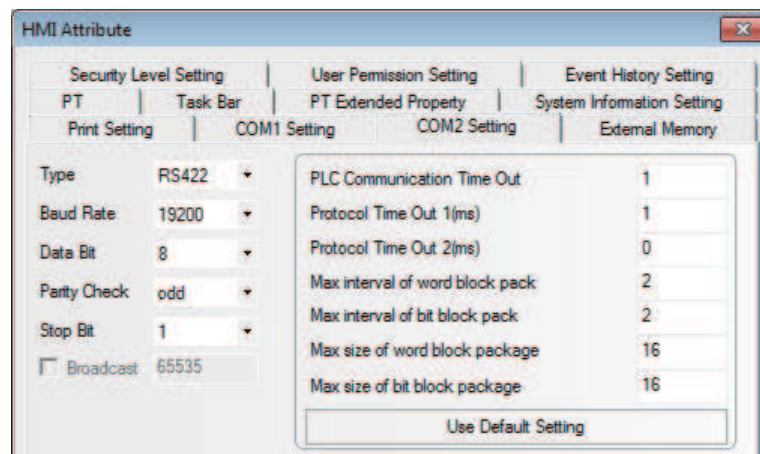 HMI Attribute
Security Level Setting User Permission Setting Event History Setting
PT Task Bar PT Extended Property System Information Setting
Print Setting COM1 Setting COM2 Setting External Memory
Type RS422
Baud Rate 19200
Data Bit 8
Parity Check odd
Stop Bit 1
Broadcast 65535
PLC Communication Time Out 1
Protocol Time Out 1(ms) 1
Protocol Time Out 2(ms) 0
Max interval of word block pack 2
Max interval of bit block pack 2
Max size of word block package 16
Max size of bit block package 16
Use Default Setting